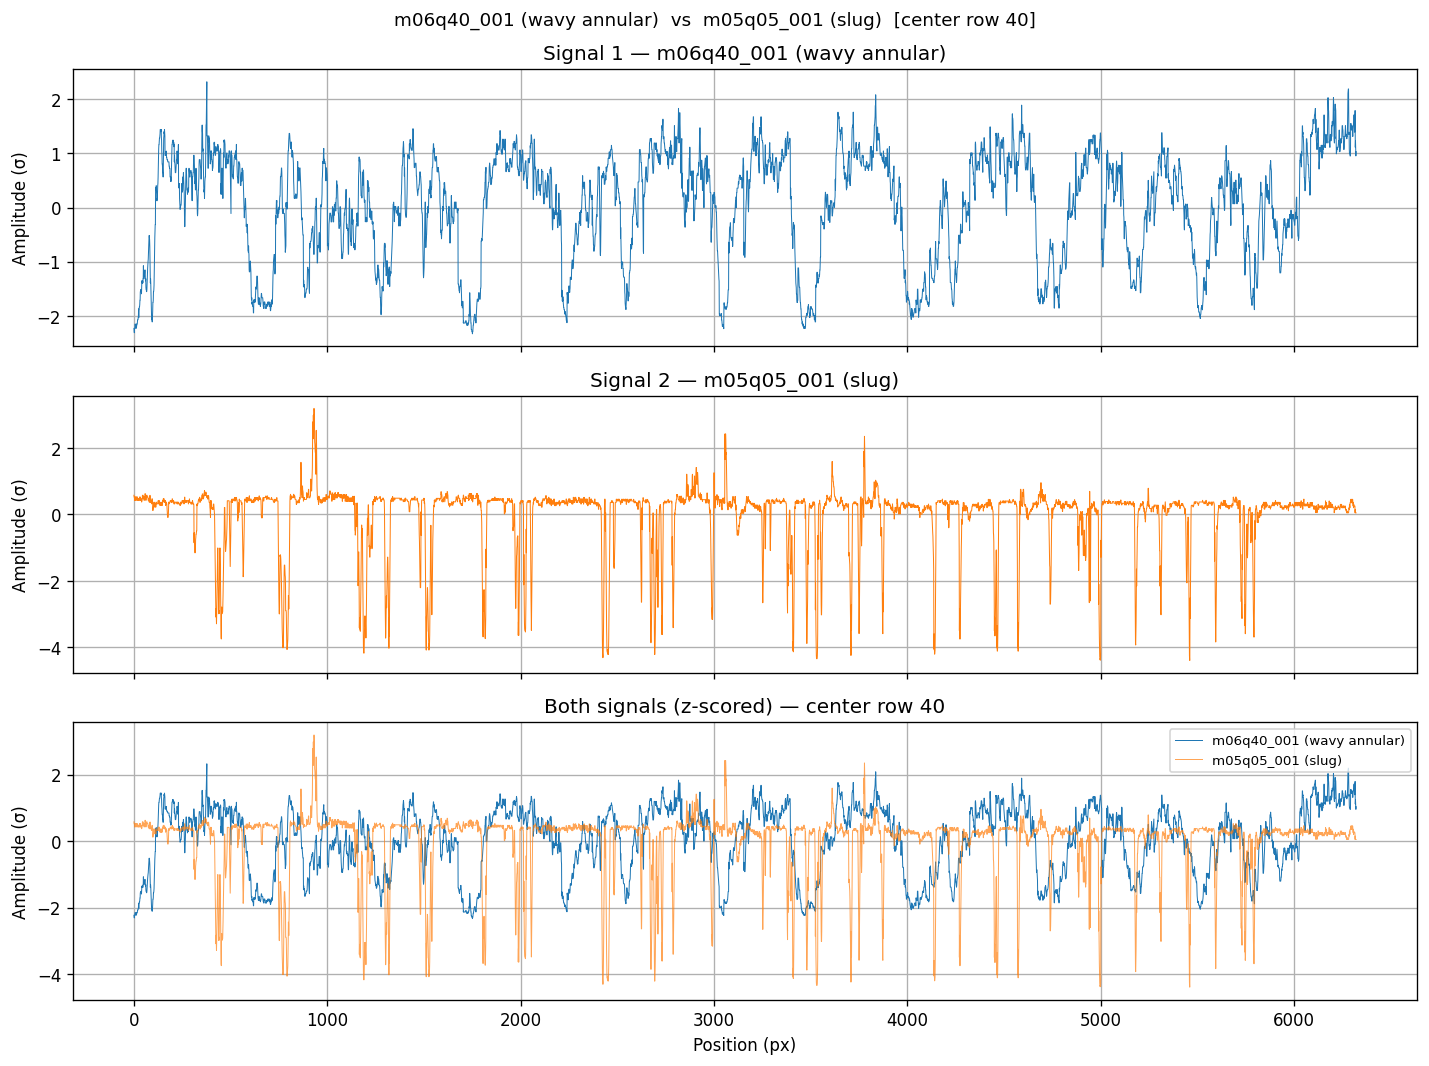 m06q40_001 (wavy annular)  vs  m05q05_001 (slug)  [center row 40]
Signal 1 — m06q40_001 (wavy annular)
Amplitude (σ)
2
1
0
−1
−2
Signal 2 — m05q05_001 (slug)
Amplitude (σ)
2
0
−2
−4
Both signals (z-scored) — center row 40
Amplitude (σ)
2
0
−2
−4
m06q40_001 (wavy annular)
m05q05_001 (slug)
0 1000 2000 3000 4000 5000 6000
Position (px)